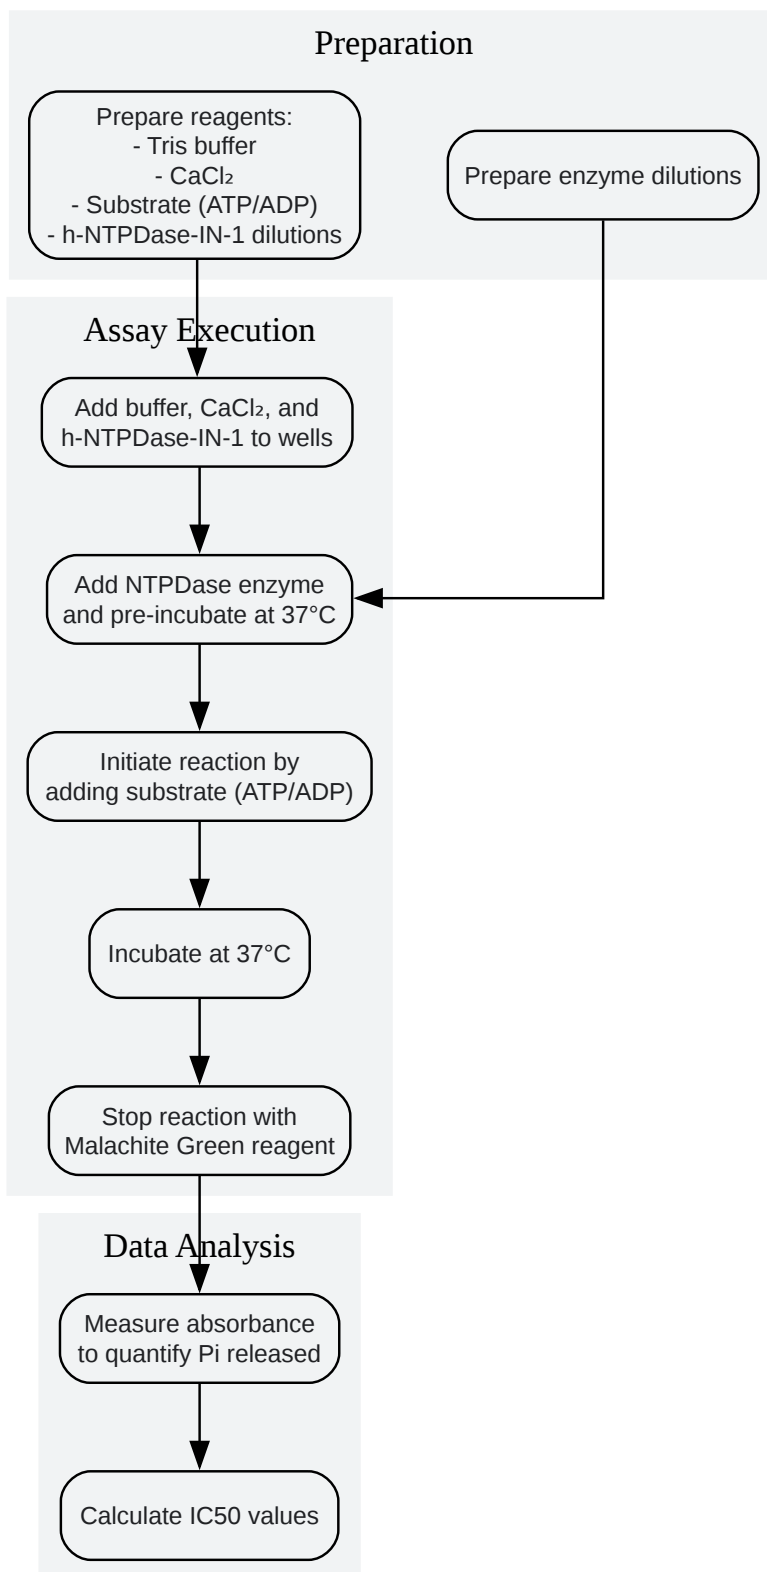 Preparation
Prepare reagents:
- Tris buffer
- CaCl₂
- Substrate (ATP/ADP)
- h-NTPDase-IN-1 dilutions
Prepare enzyme dilutions
Assay Execution
Add buffer, CaCl₂, and
h-NTPDase-IN-1 to wells
Add NTPDase enzyme
and pre-incubate at 37°C
Initiate reaction by
adding substrate (ATP/ADP)
Incubate at 37°C
Stop reaction with
Malachite Green reagent
Data Analysis
Measure absorbance
to quantify Pi released
Calculate IC50 values